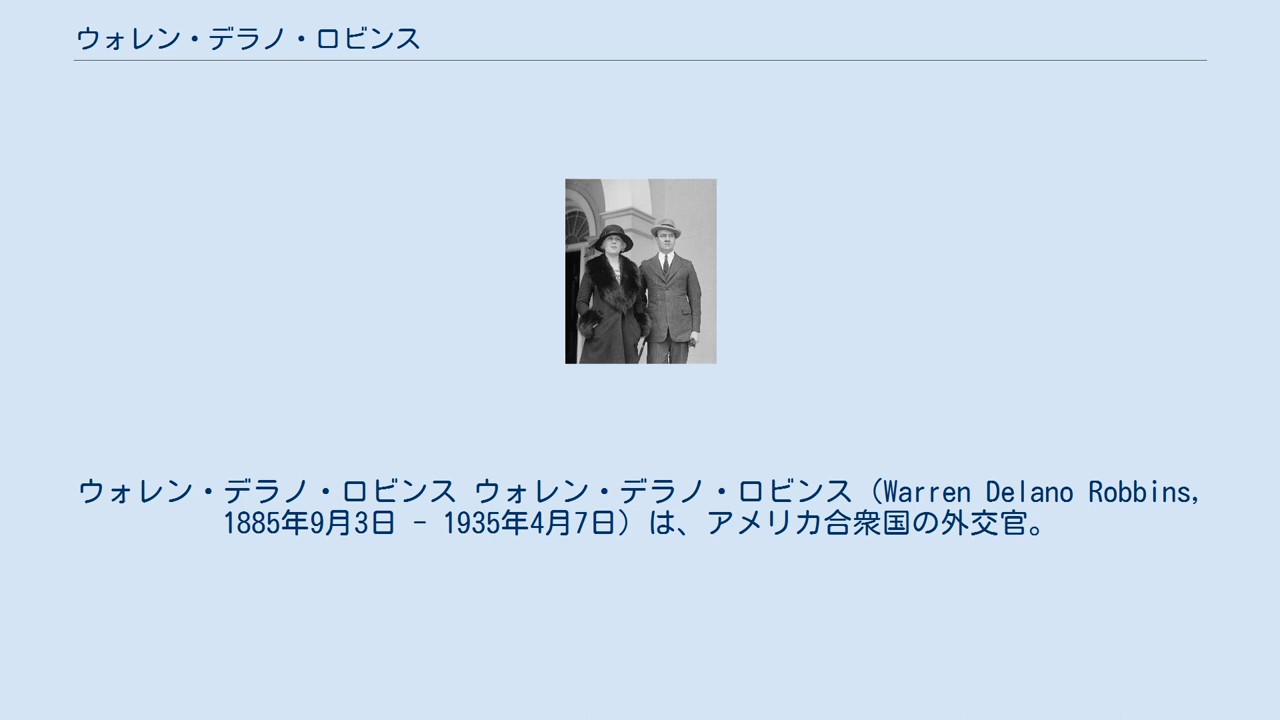 ウォレン・デラノ・ロビンス
ウォレン・デラノ・ロビンス ウォレン・デラノ・ロビンス（Warren Delano Robbins,
1885年9月3日 - 1935年4月7日）は、アメリカ合衆国の外交官。